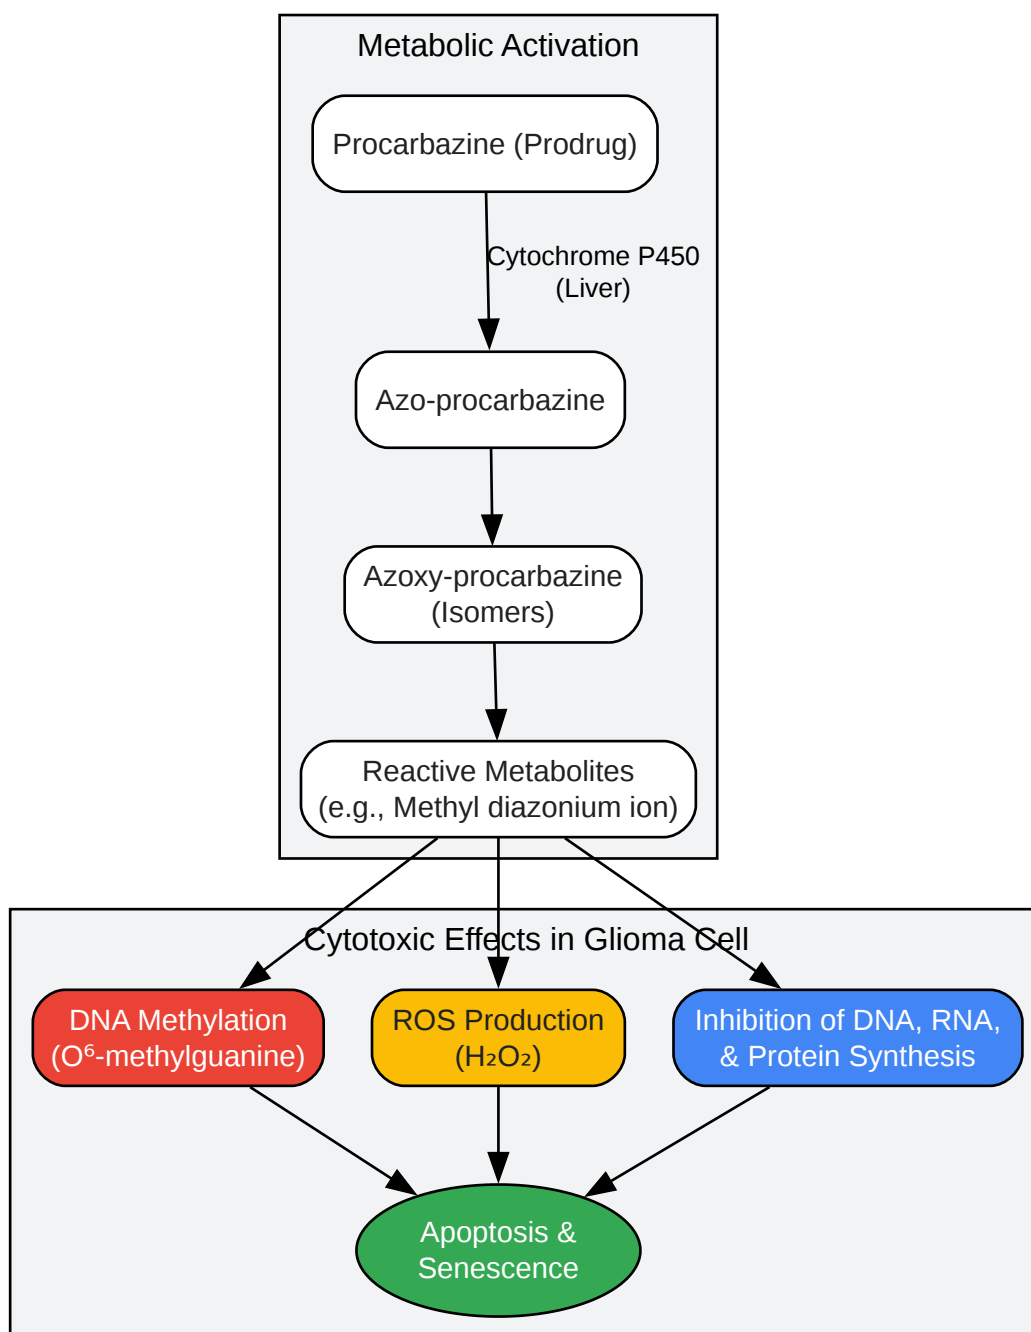 Metabolic Activation
Procarbazine (Prodrug)
Cytochrome P450
(Liver)
Azo-procarbazine
Azoxy-procarbazine
(Isomers)
Reactive Metabolites
(e.g., Methyl diazonium ion)
Cytotoxic Effects in Glioma Cell
DNA Methylation
(O⁶-methylguanine)
ROS Production
(H₂O₂)
Inhibition of DNA, RNA,
& Protein Synthesis
Apoptosis &
Senescence